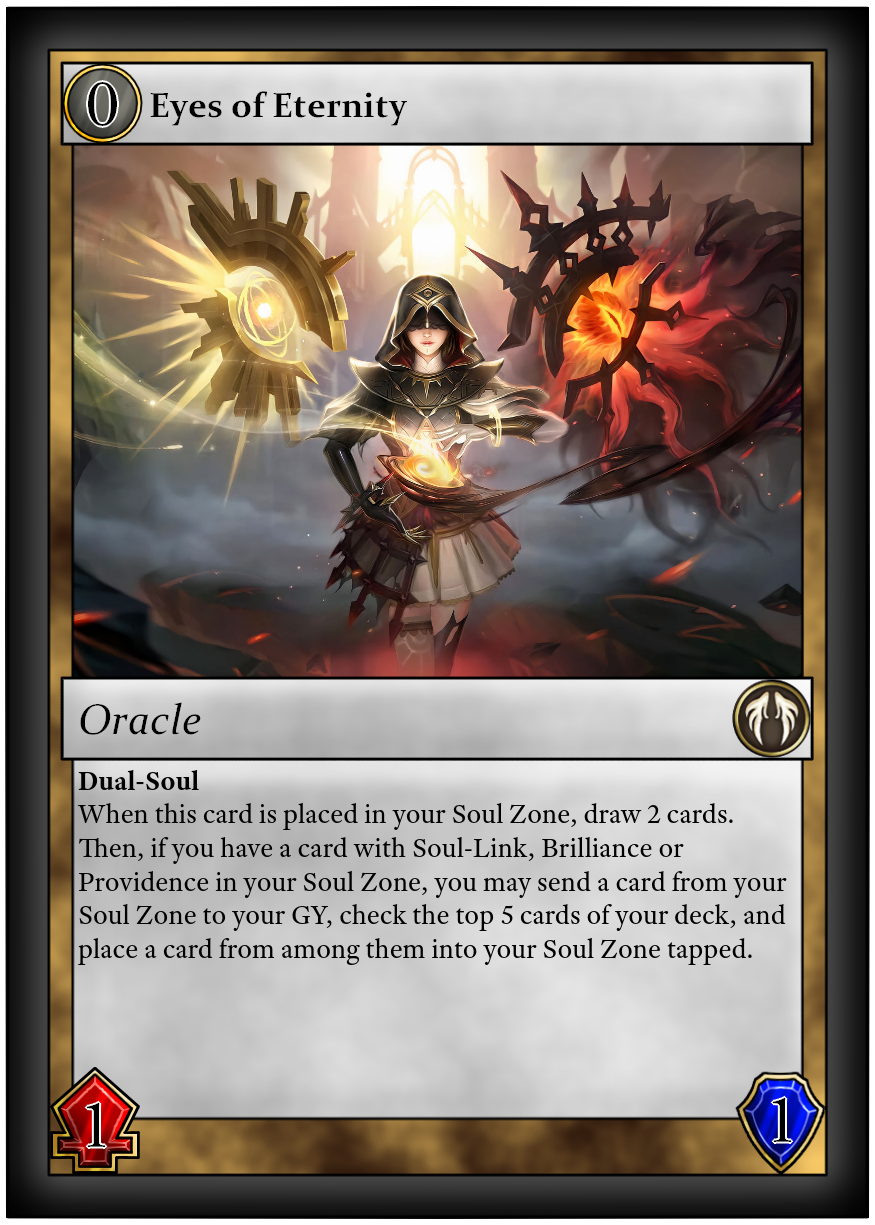 0 Eyes of Eternity
Oracle
Dual-Soul
When this card is placed in your Soul Zone, draw 2 cards.
Then, if you have a card with Soul-Link, Brilliance or
Providence in your Soul Zone, you may send a card from your
Soul Zone to your GY, check the top 5 cards of your deck, and
place a card from among them into your Soul Zone tapped.
1 1